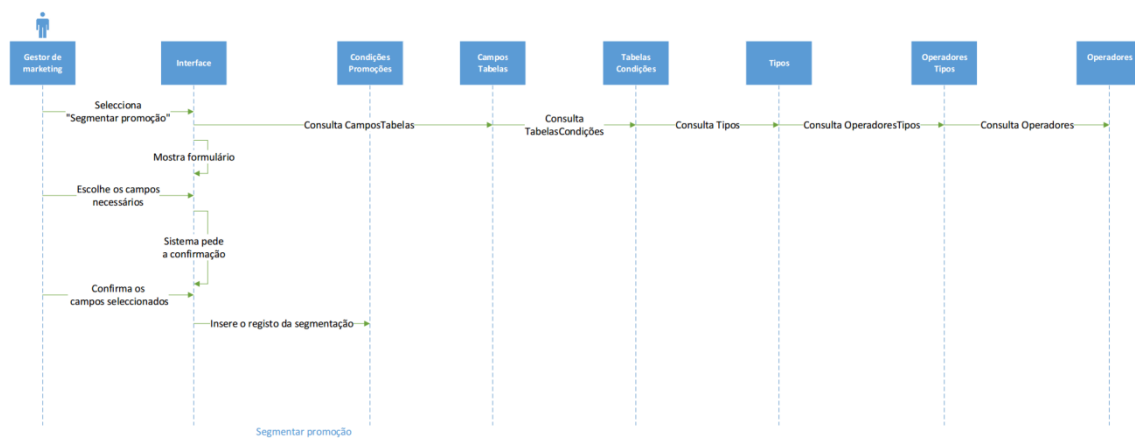 Gestor de
marketing
Interface
Condições
Promoções
Campos
Tabelas
Tabelas
Condições
Tipos
Operadores
Tipos
Operadores
Selecciona
"Segmentar promoção"
Consulta CamposTabelas
Consulta
TabelasCondições
Consulta Tipos
Consulta OperadoresTipos
Consulta Operadores
Mostra formulário
Escolhe os campos
necessários
Sistema pede
a confirmação
Confirma os
campos seleccionados
Insere o registo da segmentação
Segmentar promoção